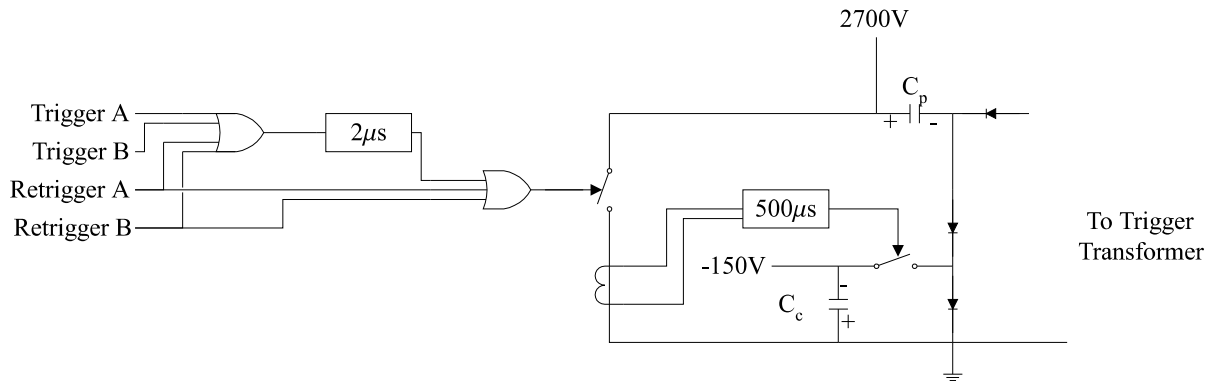 2700V
Cp
+ -
Trigger A
2μs
Trigger B
Retrigger A
Retrigger B
500μs
To Trigger
Transformer
-150V
-
Cc
+